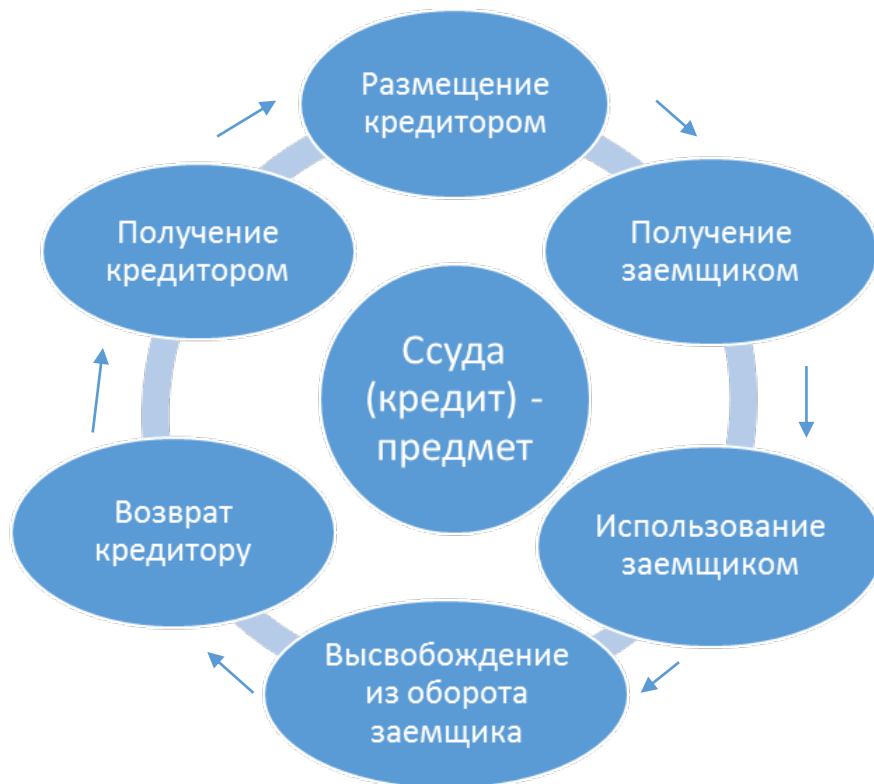 Размещение
кредитором
Получение
заемщиком
Использование
заемщиком
Высвобождение
из оборота
заемщика
Возврат
кредитору
Получение
кредитором
Ссуда
(кредит) -
предмет